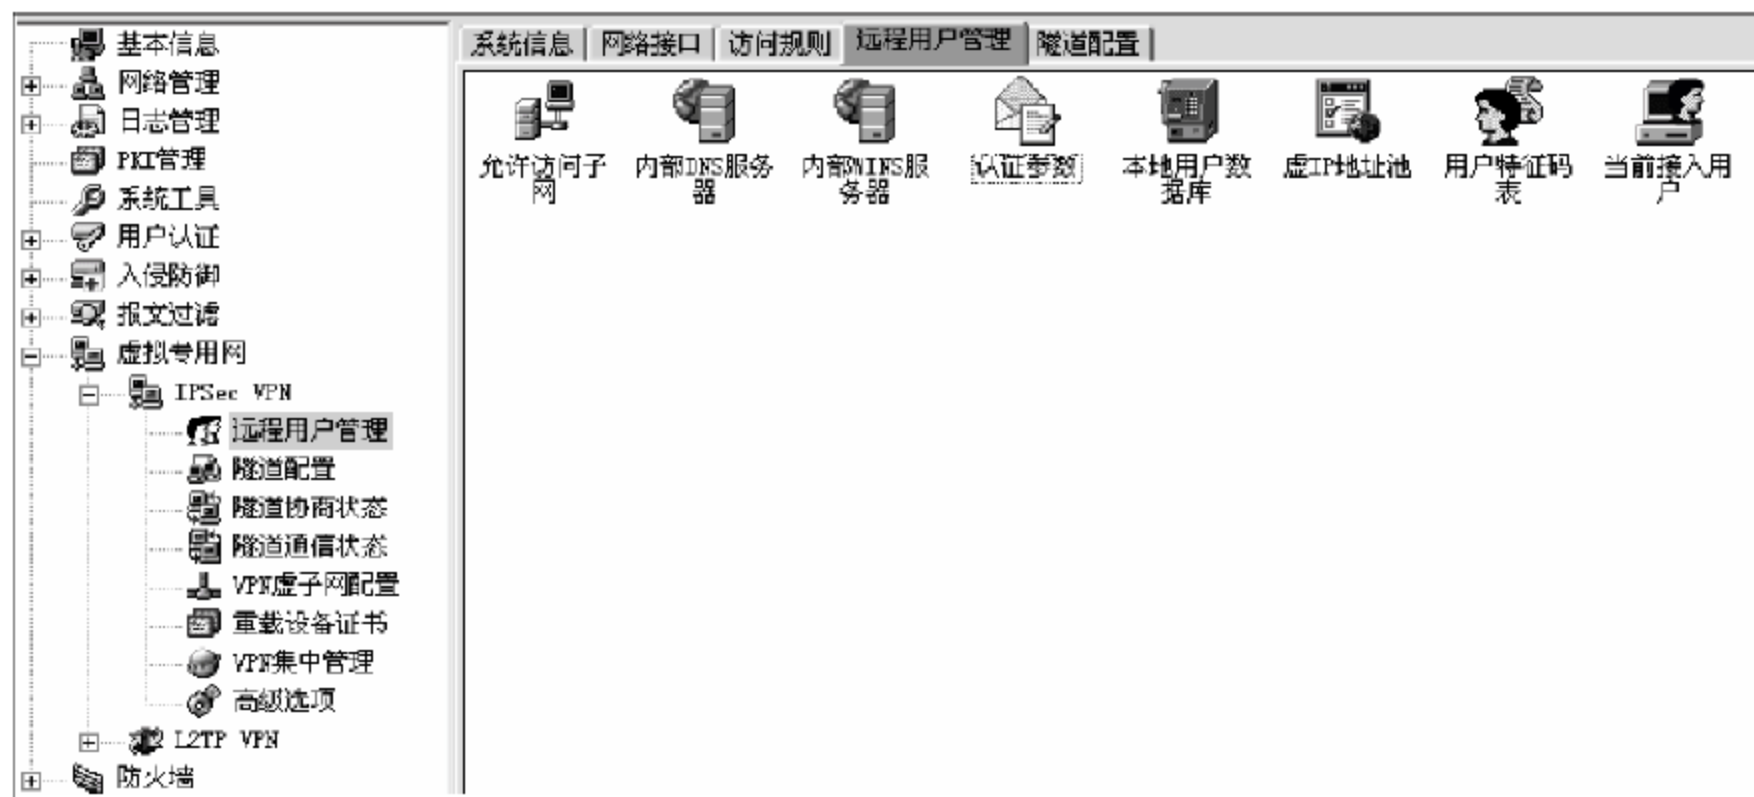 基本信息
网络管理
日志管理
PKI管理
系统工具
用户认证
入侵防御
报文过滤
虚拟专用网
IPSec VPN
远程用户管理
隧道配置
隧道协商状态
隧道通信状态
VPN虚子网配置
重载设备证书
VPN集中管理
高级选项
L2TP VPN
防火墙
系统信息 网络接口 访问规则 远程用户管理 隧道配置
允许访问子
网
内部DNS服务
器
内部WINS服
务器
认证参数
本地用户数
据库
虚IP地址池
用户特征码
表
当前接入用
户